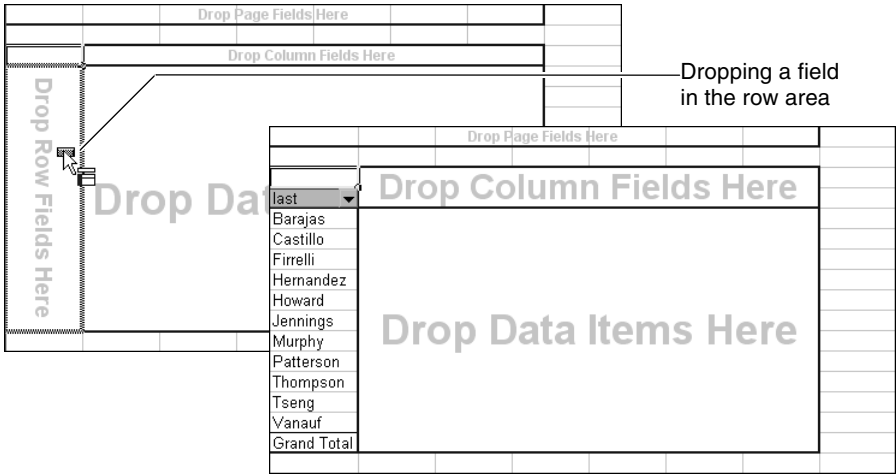 Drop Page Fields Here
Drop Column Fields Here
Drop Row Fields Here
Drop Dat
Dropping a field
in the row area
Drop Page Fields Here
Drop Column Fields Here
last
Barajas
Castillo
Firrelli
Hernandez
Howard
Jennings
Murphy
Patterson
Thompson
Tseng
Vanauf
Grand Total
Drop Data Items Here